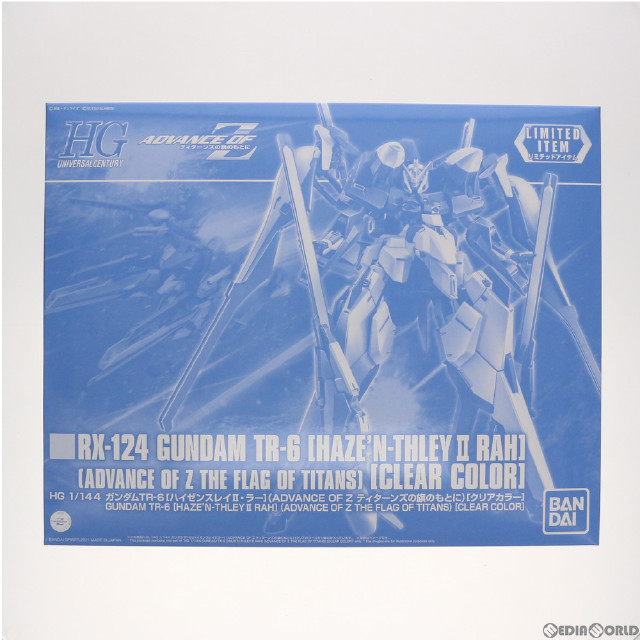 HG
UNIVERSAL CENTURY
ADVANCE OF Z
ティターンズの旗のもとに
LIMITED
ITEM
リミテッドアイテム
RX-124 GUNDAM TR-6 [HAZE'N-THLEY II RAH]
(ADVANCE OF Z THE FLAG OF TITANS) [CLEAR COLOR]
HG 1/144 ガンダムTR-6[ハイゼンスレイII・ラー](ADVANCE OF Z ティターンズの旗のもとに)[クリアカラー]
GUNDAM TR-6 [HAZE'N-THLEY II RAH] (ADVANCE OF Z THE FLAG OF TITANS) [CLEAR COLOR]
BAN
DAI
MEDIAWORLD